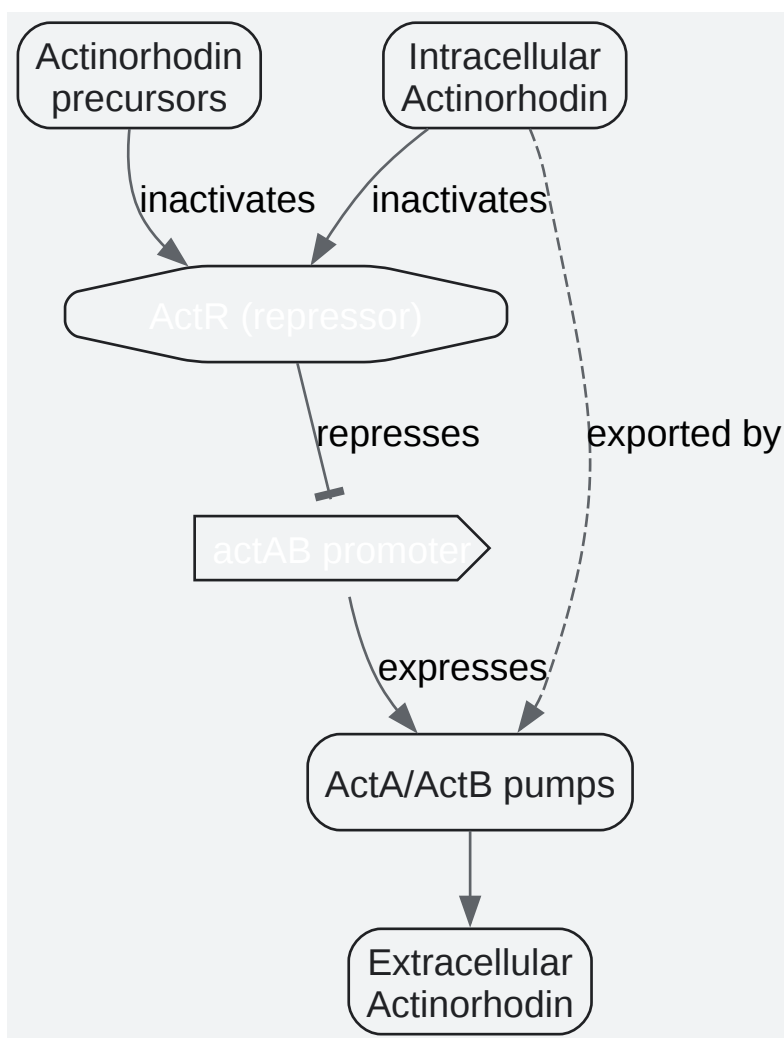 Actinorhodin
precursors
Intracellular
Actinorhodin
inactivates
inactivates
ActR (repressor)
represses
exported by
actAB promoter
expresses
ActA/ActB pumps
Extracellular
Actinorhodin